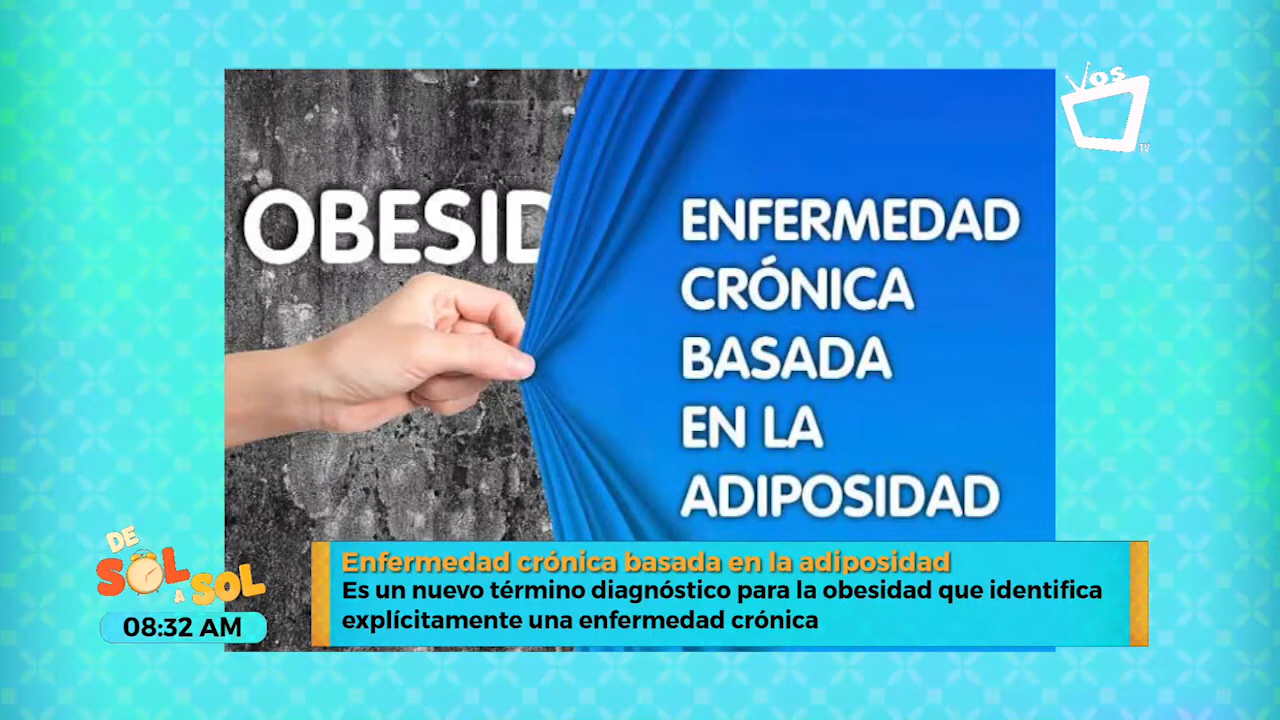 Vos
TV
OBESID
ENFERMEDAD
CRÓNICA
BASADA
EN LA
ADIPOSIDAD
DE
SOL
A
SOL
08:32 AM
Enfermedad crónica basada en la adiposidad
Es un nuevo término diagnóstico para la obesidad que identifica
explícitamente una enfermedad crónica